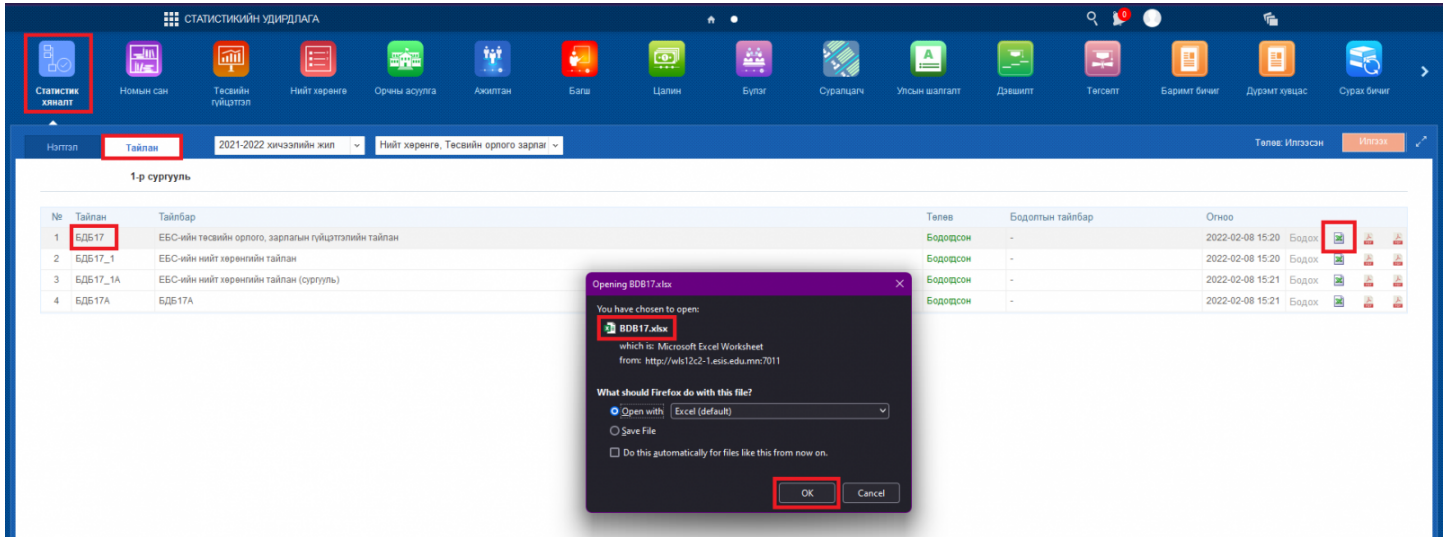 СТАТИСТИКИЙН УДИРДЛАГА
0
Статистик хяналт
Номын сан
Төсвийн гүйцэтгэл
Нийт хөрөнгө
Орчны асуулга
Ажилтан
Багш
Цалин
Бүлэг
Суралцагч
Улсын шалгалт
Дэвшилт
Төгсөлт
Баримт бичиг
Дүрэмт хувцас
Сурах бичиг
Нэгтгэл
Тайлан
2021-2022 хичээлийн жил
Нийт хөрөнгө, Төсвийн орлого зарлаг
Төлөв: Илгээсэн
Илгээх
1-р сургууль
№ Тайлан Тайлбар Төлөв Бодолтын тайлбар Огноо
1 БДБ17 ЕБС-ийн төсвийн орлого, зарлагын гүйцэтгэлийн тайлан Бодогдсон - 2022-02-08 15:20 Бодох
2 БДБ17_1 ЕБС-ийн нийт хөрөнгийн тайлан Бодогдсон - 2022-02-08 15:20 Бодох
3 БДБ17_1А ЕБС-ийн нийт хөрөнгийн тайлан (сургууль) Бодогдсон - 2022-02-08 15:21 Бодох
4 БДБ17А БДБ17А Бодогдсон - 2022-02-08 15:21 Бодох
Opening BDB17.xlsx
You have chosen to open:
BDB17.xlsx
which is: Microsoft Excel Worksheet
from: http://wls12c2-1.esis.edu.mn:7011
What should Firefox do with this file?
Open with Excel (default)
Save File
Do this automatically for files like this from now on.
OK Cancel